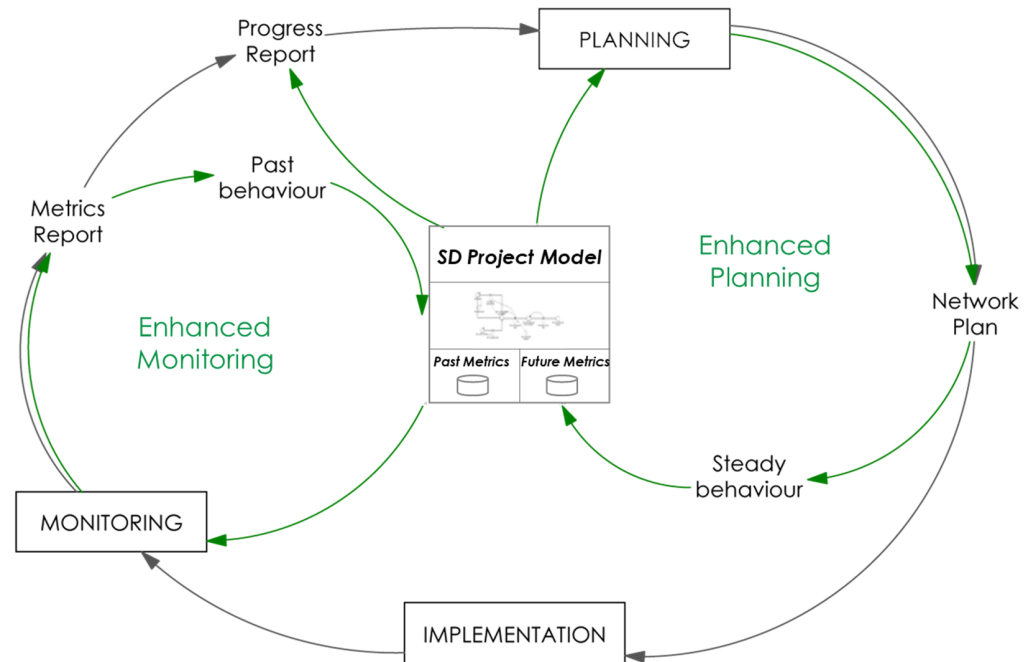 Progress
Report
PLANNING
Past
behaviour
Metrics
Report
SD Project Model
Enhanced
Planning
Network
Plan
Enhanced
Monitoring
Past Metrics
Future Metrics
Steady
behaviour
MONITORING
IMPLEMENTATION